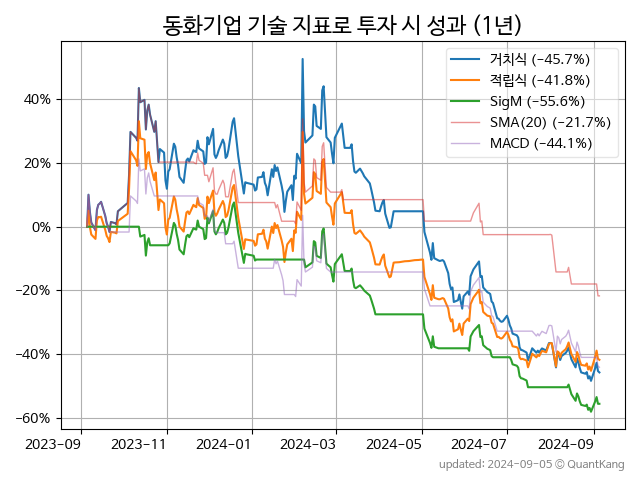 동화기업 기술 지표로 투자 시 성과 (1년)
거치식 (−45.7%)
적립식 (−41.8%)
SigM (−55.6%)
SMA(20) (−21.7%)
MACD (−44.1%)
40%
20%
0%
−20%
−40%
−60%
2023-09 2023-11 2024-01 2024-03 2024-05 2024-07 2024-09
updated: 2024-09-05 © QuantKang